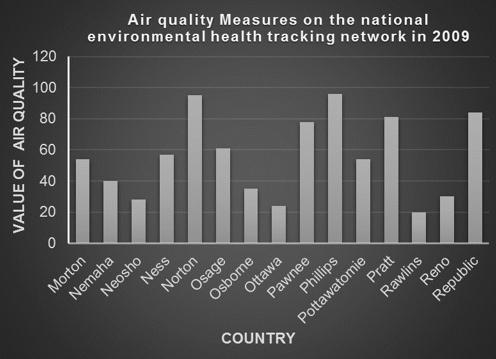 Air quality Measures on the national
environmental health tracking network in 2009
VALUE OF AIR QUALITY
120
100
80
60
40
20
0
Morton
Nemaha
Neosho
Ness
Norton
Osage
Osborne
Ottawa
Pawnee
Phillips
Pottawatomie
Pratt
Rawlins
Reno
Republic
COUNTRY